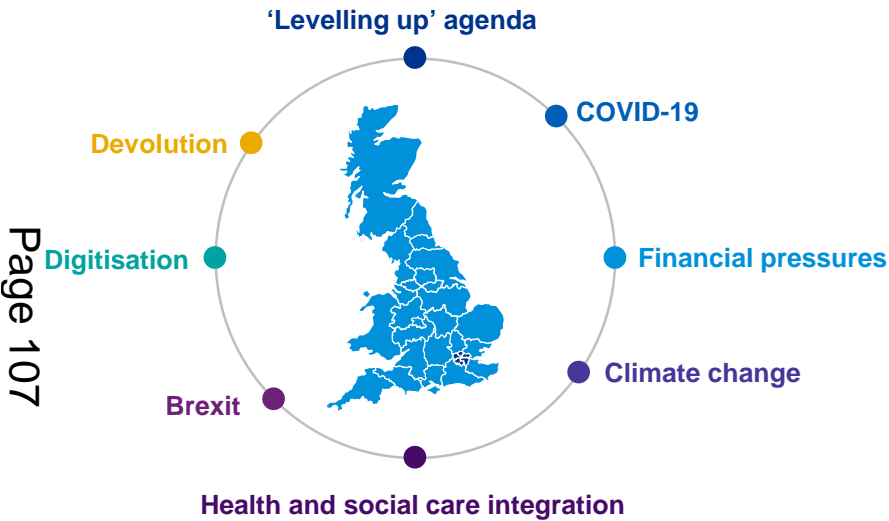 ‘Levelling up’ agenda
COVID-19
Devolution
Digitisation
Financial pressures
Climate change
Brexit
Health and social care integration
Page 107